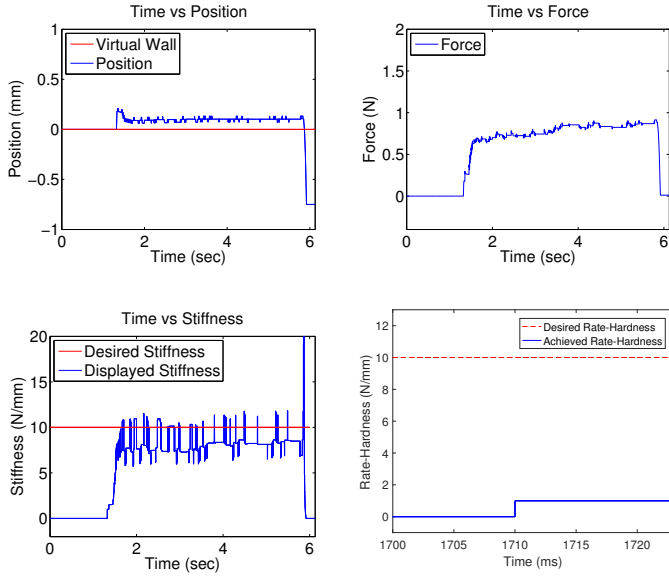 Time vs Position
1
0.5
0
−0.5
−1
0
2
4
6
Position (mm)
Time (sec)
Virtual Wall
Position
Time vs Force
2
1.5
1
0.5
0
0
2
4
6
Force (N)
Time (sec)
Force
Time vs Stiffness
20
15
10
5
0
0
2
4
6
Stiffness (N/mm)
Time (sec)
Desired Stiffness
Displayed Stiffness
12
10
8
6
4
2
0
1700
1705
1710
1715
1720
Rate-Hardness (N/mm)
Time (ms)
Desired Rate-Hardness
Achieved Rate-Hardness